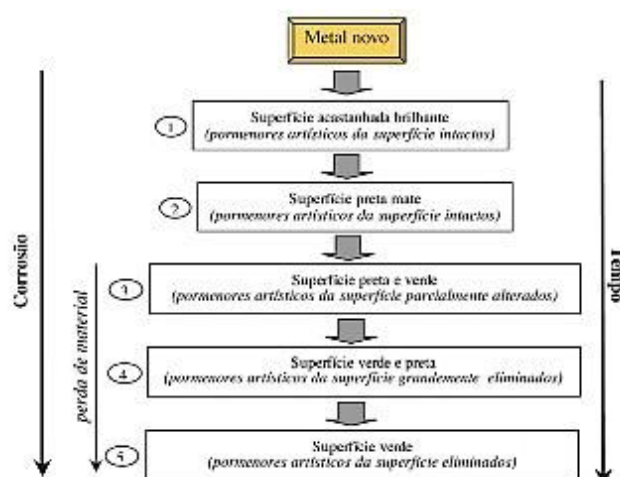 Metal novo
1
Superfície acastanhada brilhante
(pormenores artísticos da superfície intactos)
2
Superfície preta mate
(pormenores artísticos da superfície intactos)
3
Superfície preta e verde
(pormenores artísticos da superfície parcialmente alterados)
4
Superfície verde e preta
(pormenores artísticos da superfície grandemente eliminados)
5
Superfície verde
(pormenores artísticos da superfície eliminados)
Corrosão
perda de material
Tempo